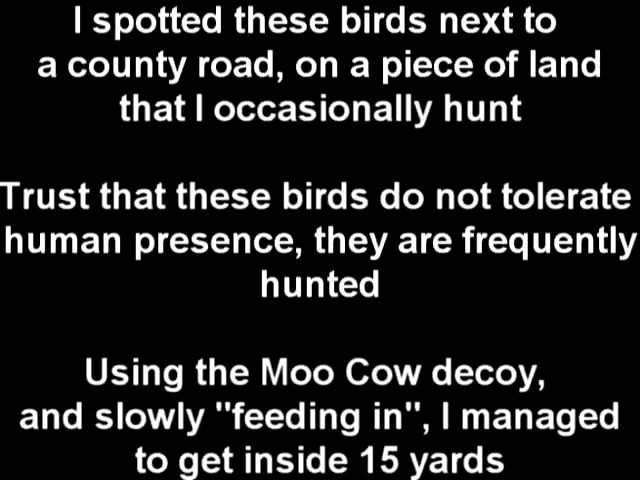 I spotted these birds next to
a county road, on a piece of land
that I occasionally hunt
Trust that these birds do not tolerate
human presence, they are frequently
hunted
Using the Moo Cow decoy,
and slowly "feeding in", I managed
to get inside 15 yards